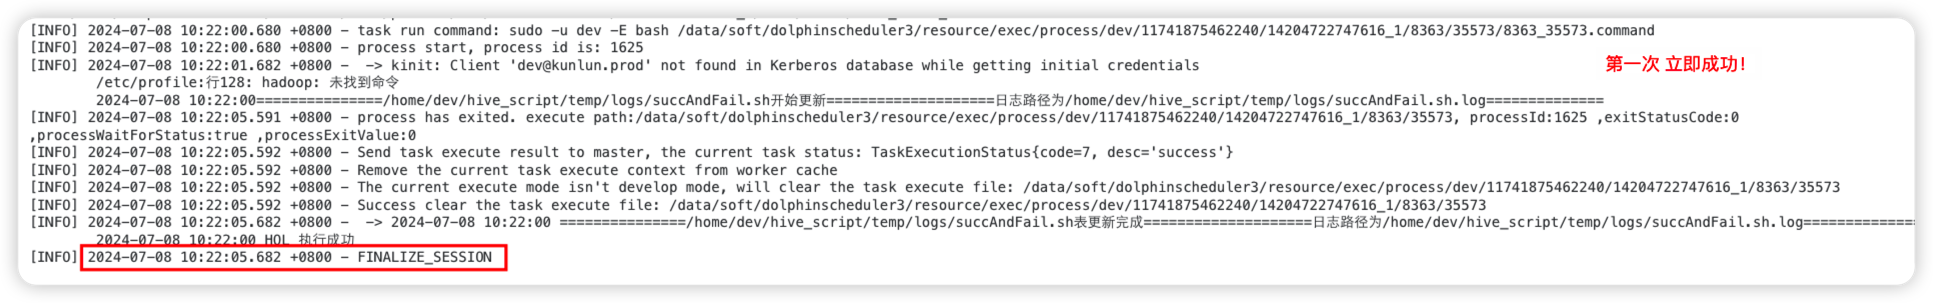 [INFO] 2024-07-08 10:22:00.680 +0800 - task run command: sudo -u dev -E bash /data/soft/dolphinscheduler3/resource/exec/process/dev/11741875462240/14204722747616_1/8363/35573/8363_35573.command
[INFO] 2024-07-08 10:22:00.680 +0800 - process start, process id is: 1625
[INFO] 2024-07-08 10:22:01.682 +0800 -  -> kinit: Client 'dev@kunlun.prod' not found in Kerberos database while getting initial credentials
第一次 立即成功!
/etc/profile:行128: hadoop: 未找到命令
2024-07-08 10:22:00===============/home/dev/hive_script/temp/logs/succAndFail.sh开始更新====================日志路径为/home/dev/hive_script/temp/logs/succAndFail.sh.log==============
[INFO] 2024-07-08 10:22:05.591 +0800 - process has exited. execute path:/data/soft/dolphinscheduler3/resource/exec/process/dev/11741875462240/14204722747616_1/8363/35573, processId:1625 ,exitStatusCode:0
,processWaitForStatus:true ,processExitValue:0
[INFO] 2024-07-08 10:22:05.592 +0800 - Send task execute result to master, the current task status: TaskExecutionStatus{code=7, desc='success'}
[INFO] 2024-07-08 10:22:05.592 +0800 - Remove the current task execute context from worker cache
[INFO] 2024-07-08 10:22:05.592 +0800 - The current execute mode isn't develop mode, will clear the task execute file: /data/soft/dolphinscheduler3/resource/exec/process/dev/11741875462240/14204722747616_1/8363/35573
[INFO] 2024-07-08 10:22:05.592 +0800 - Success clear the task execute file: /data/soft/dolphinscheduler3/resource/exec/process/dev/11741875462240/14204722747616_1/8363/35573
[INFO] 2024-07-08 10:22:05.682 +0800 -  -> 2024-07-08 10:22:00 ===============/home/dev/hive_script/temp/logs/succAndFail.sh表更新完成====================日志路径为/home/dev/hive_script/temp/logs/succAndFail.sh.log==============
2024-07-08 10:22:00 HQL 执行成功
[INFO] 2024-07-08 10:22:05.682 +0800 - FINALIZE_SESSION